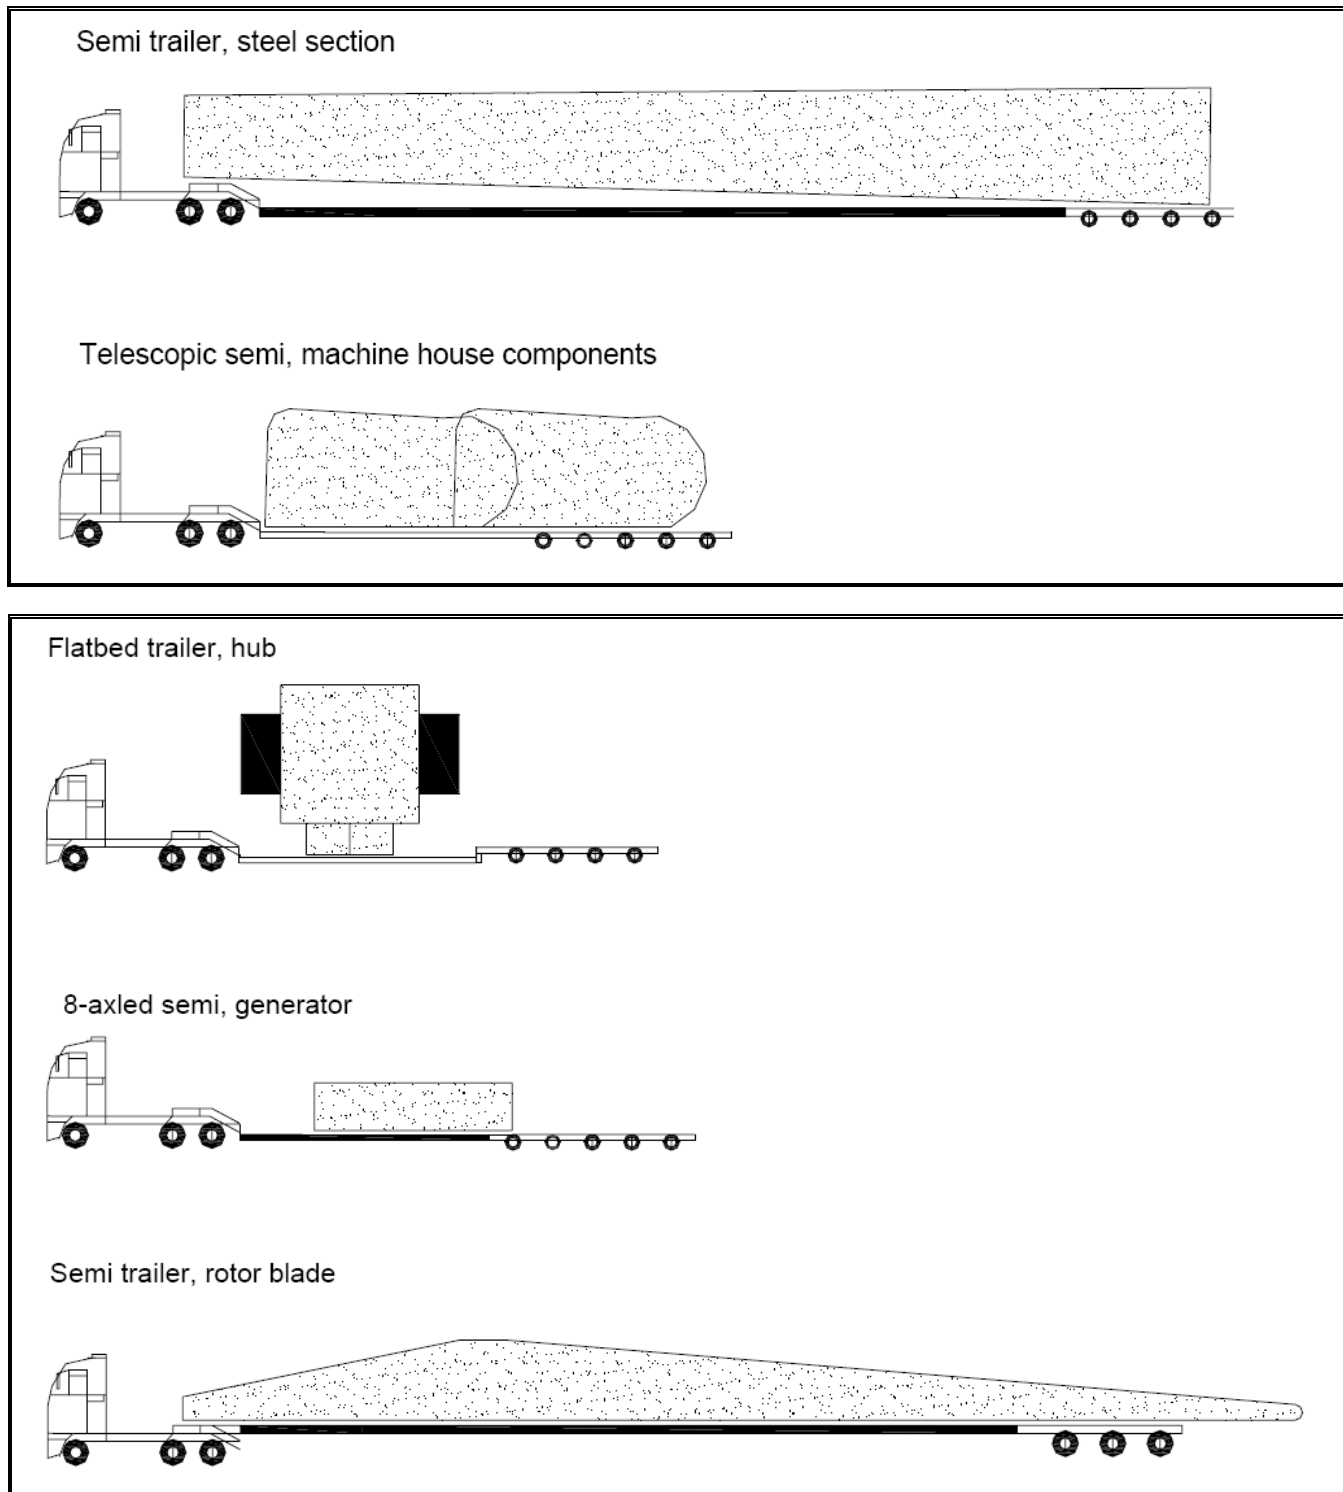 Semi trailer, steel section
Telescopic semi, machine house components
Flatbed trailer, hub
8-axled semi, generator
Semi trailer, rotor blade